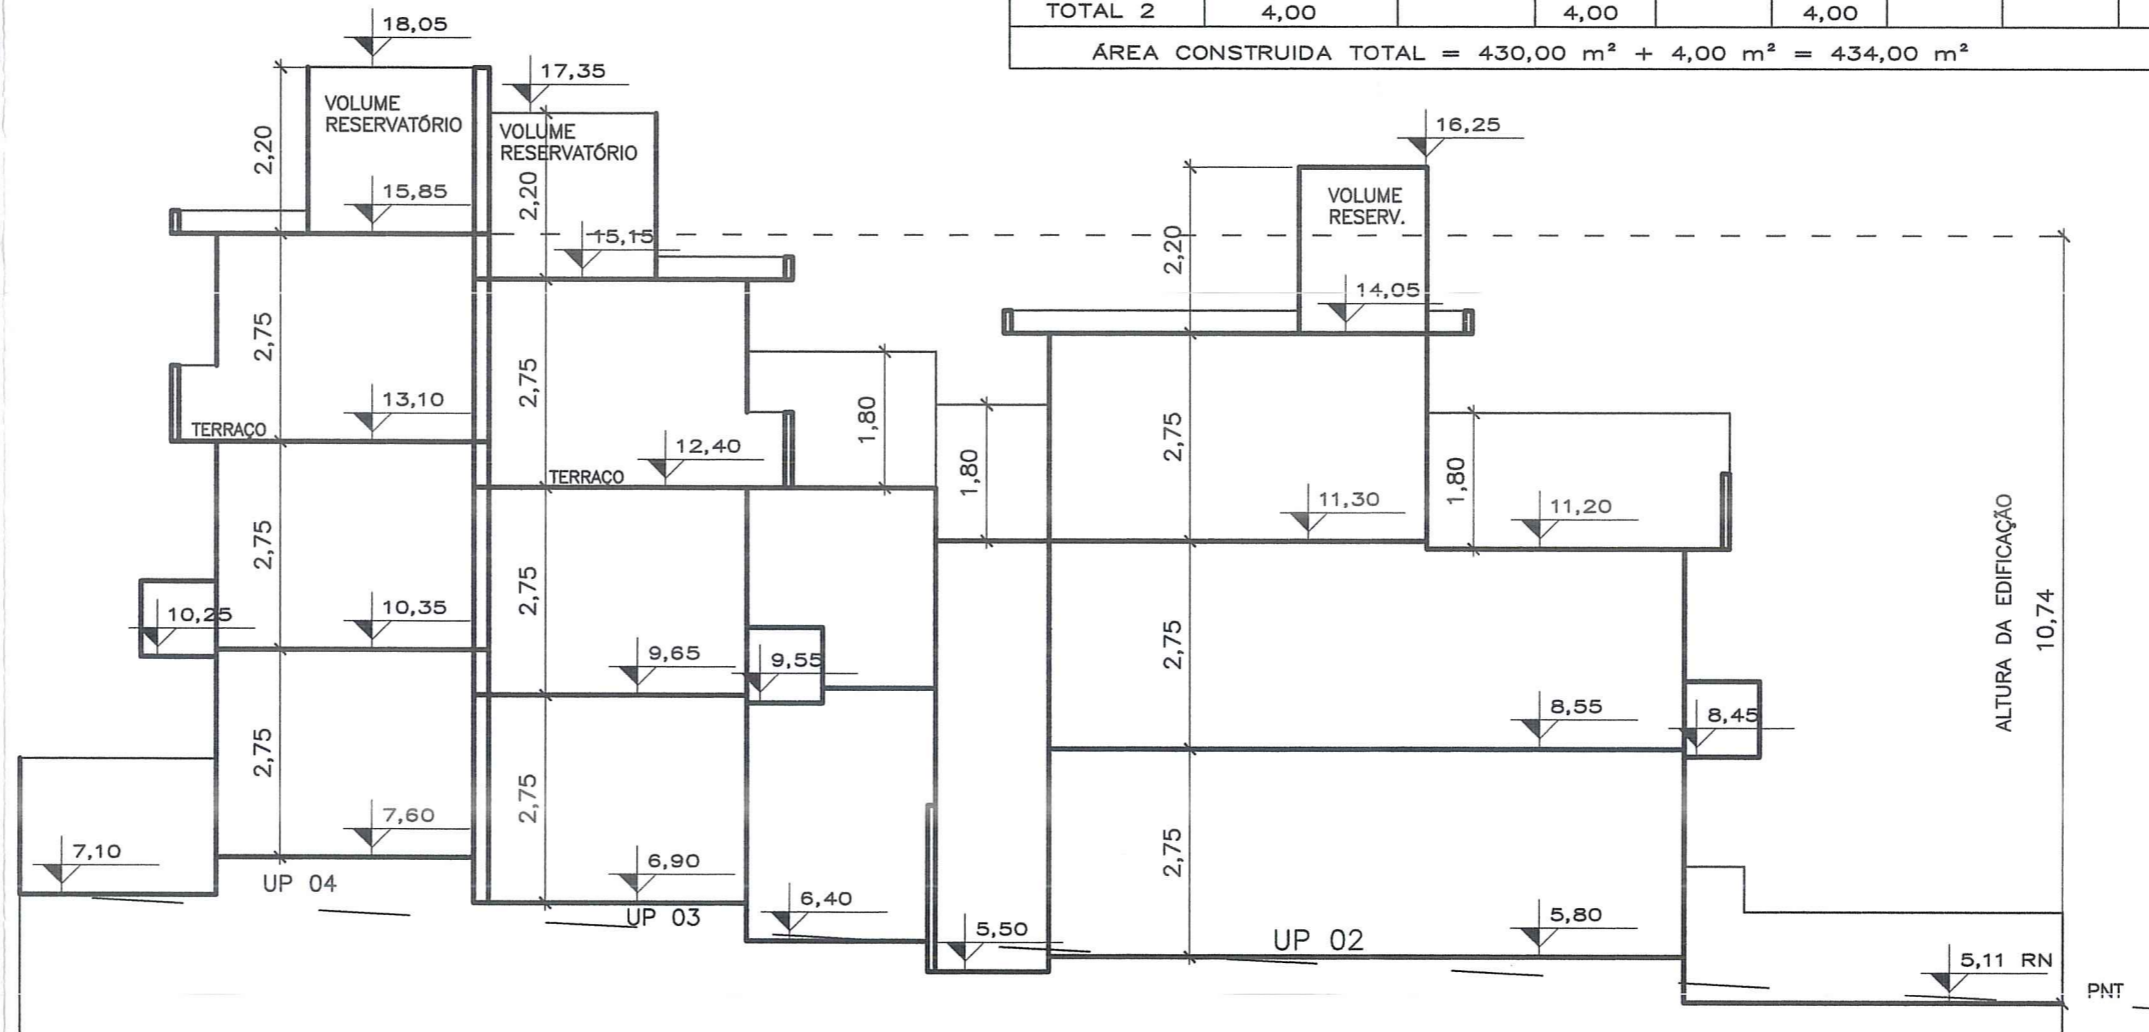 TOTAL 2 4,00 4,00 4,00
ÁREA CONSTRUIDA TOTAL = 430,00 m² + 4,00 m² = 434,00 m²
18,05
17,35
VOLUME
RESERVATÓRIO
VOLUME
RESERVATÓRIO
16,25
2,20
2,20
15,85
VOLUME
RESERV.
15,15
2,20
14,05
2,75
2,75
13,10
TERRAÇO
12,40
TERRAÇO
1,80
1,80
2,75
1,80
11,30
11,20
ALTURA DA EDIFICAÇÃO
10,74
2,75
2,75
10,25
10,35
9,65
9,55
2,75
8,55
8,45
2,75
2,75
2,75
7,60
7,10
6,90
UP 04
UP 03
6,40
5,50
UP 02
5,80
5,11 RN
PNT